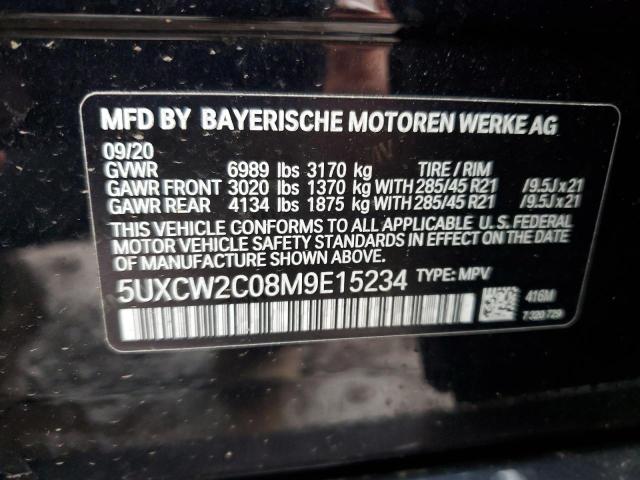 MFD BY BAYERISCHE MOTOREN WERKE AG
09/20
GVWR 6989 lbs 3170 kg TIRE / RIM
GAWR FRONT 3020 lbs 1370 kg WITH 285/45 R21 /9.5J x 21
GAWR REAR 4134 lbs 1875 kg WITH 285/45 R21 /9.5J x 21
THIS VEHICLE CONFORMS TO ALL APPLICABLE U. S. FEDERAL
MOTOR VEHICLE SAFETY STANDARDS IN EFFECT ON THE
DATE OF MANUFACTURE SHOWN ABOVE.
5UXCW2C08M9E15234 TYPE: MPV
416M
7 320 729